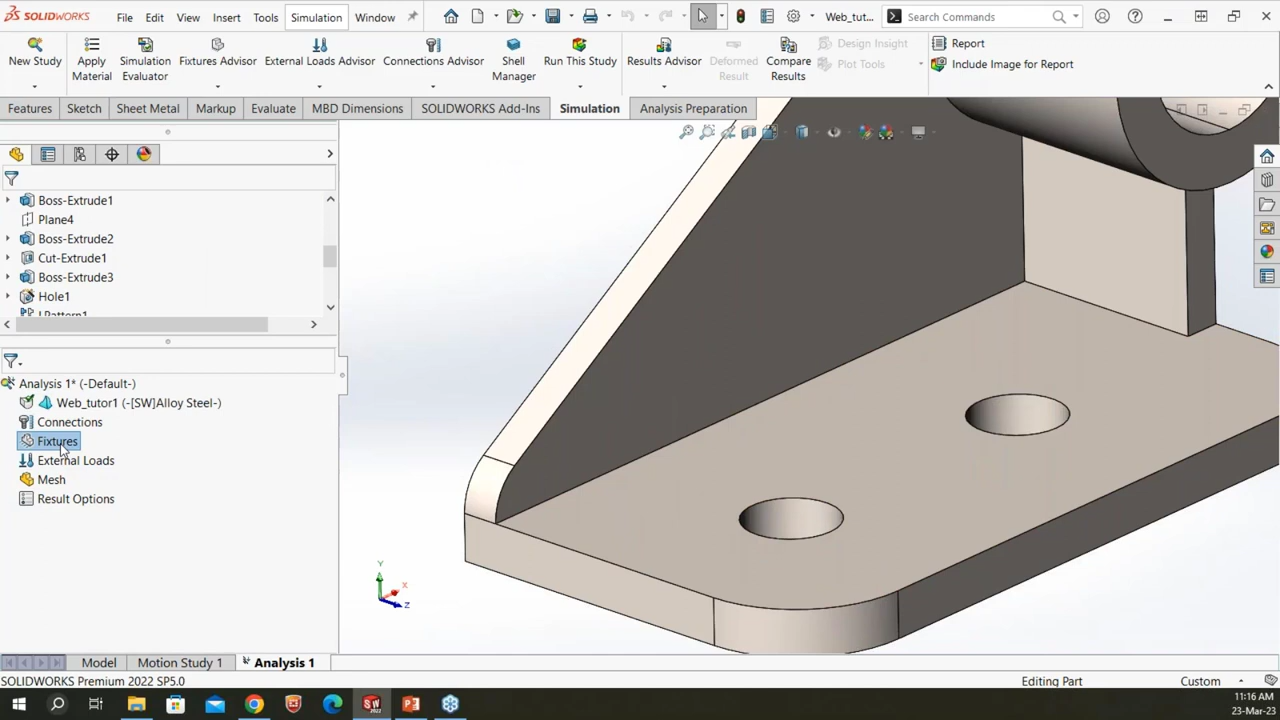 SOLIDWORKS File Edit View Insert Tools Simulation Window Web_tut... Search Commands
New Study Apply Material Simulation Evaluator Fixtures Advisor External Loads Advisor Connections Advisor Shell Manager Run This Study Results Advisor Deformed Result Compare Results Design Insight Plot Tools Report Include Image for Report
Features Sketch Sheet Metal Markup Evaluate MBD Dimensions SOLIDWORKS Add-Ins Simulation Analysis Preparation
Boss-Extrude1
Plane4
Boss-Extrude2
Cut-Extrude1
Boss-Extrude3
Hole1
LPattern1
Analysis 1* (-Default-)
Web_tutor1 (-[SW]Alloy Steel-)
Connections
Fixtures
External Loads
Mesh
Result Options
Y
X
Z
Model Motion Study 1 Analysis 1
SOLIDWORKS Premium 2022 SP5.0 Editing Part Custom
11:16 AM
23-Mar-23